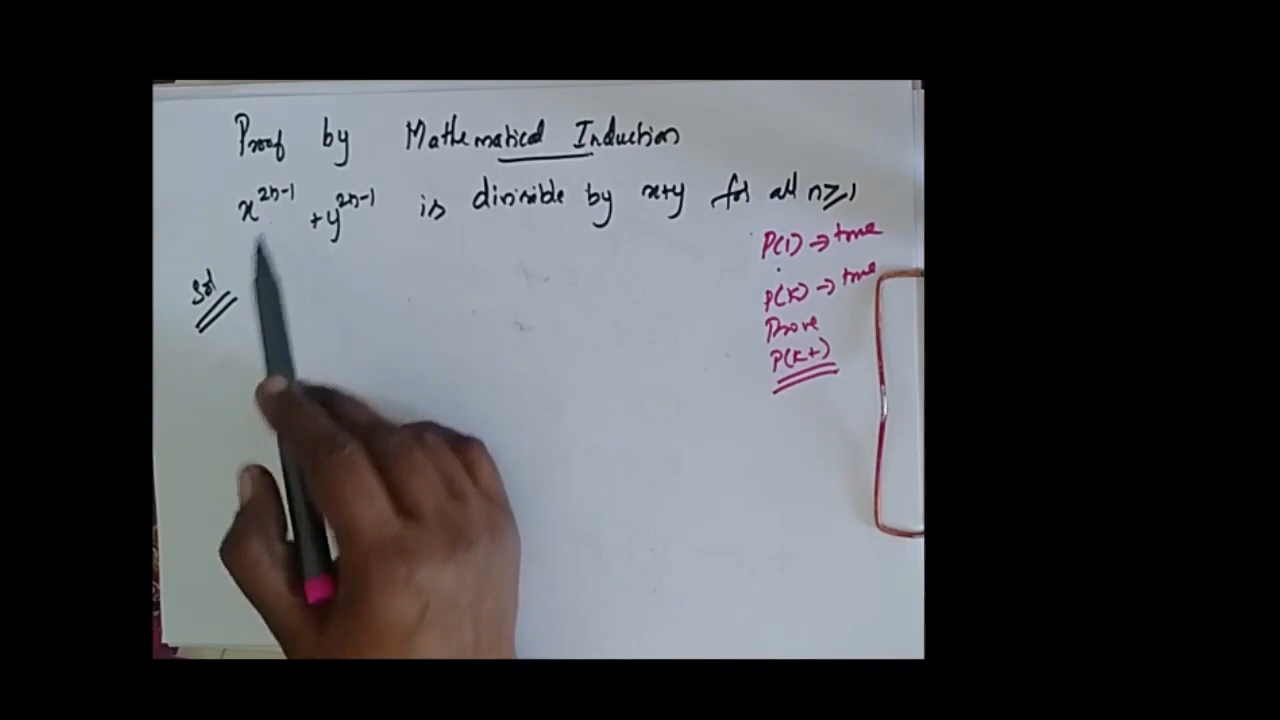 Proof by Mathematical Induction
x^{2n-1} + y^{2n-1} is divisible by x+y for all n≥1
Sol
P(1) → true
P(K) → true
Prove
P(K+)